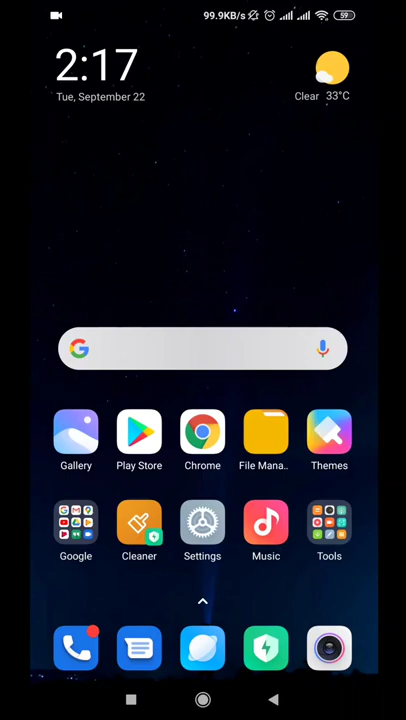 99.9KB/s 59
2:17
Tue, September 22
Clear 33°C
Gallery Play Store Chrome File Mana.. Themes
Google Cleaner Settings Music Tools